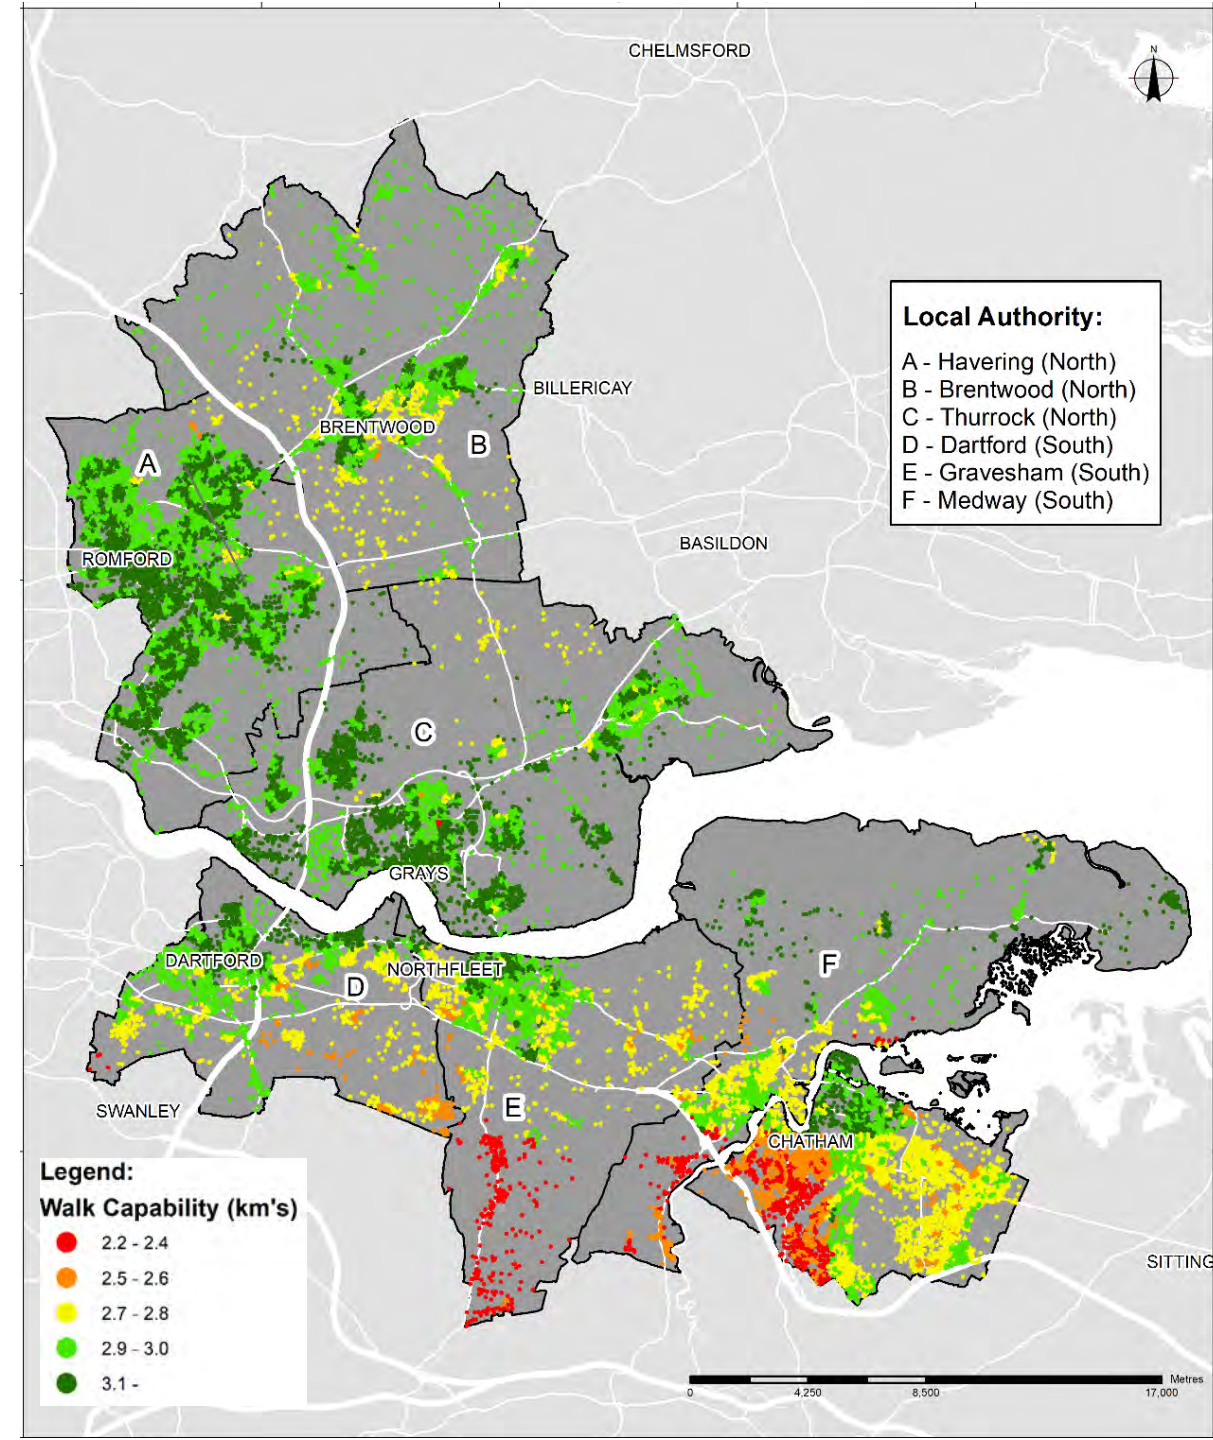 CHELMSFORD
N
Local Authority:
A - Havering (North)
B - Brentwood (North)
C - Thurrock (North)
D - Dartford (South)
E - Gravesham (South)
F - Medway (South)
BILLERICAY
BRENTWOOD
B
A
BASILDON
ROMFORD
C
GRAYS
DARTFORD
NORTHFLEET
F
D
SWANLEY
E
CHATHAM
Legend:
Walk Capability (km's)
2.2 - 2.4
2.5 - 2.6
2.7 - 2.8
2.9 - 3.0
3.1 -
SITTING
Metres
0 4,250 8,500 17,000